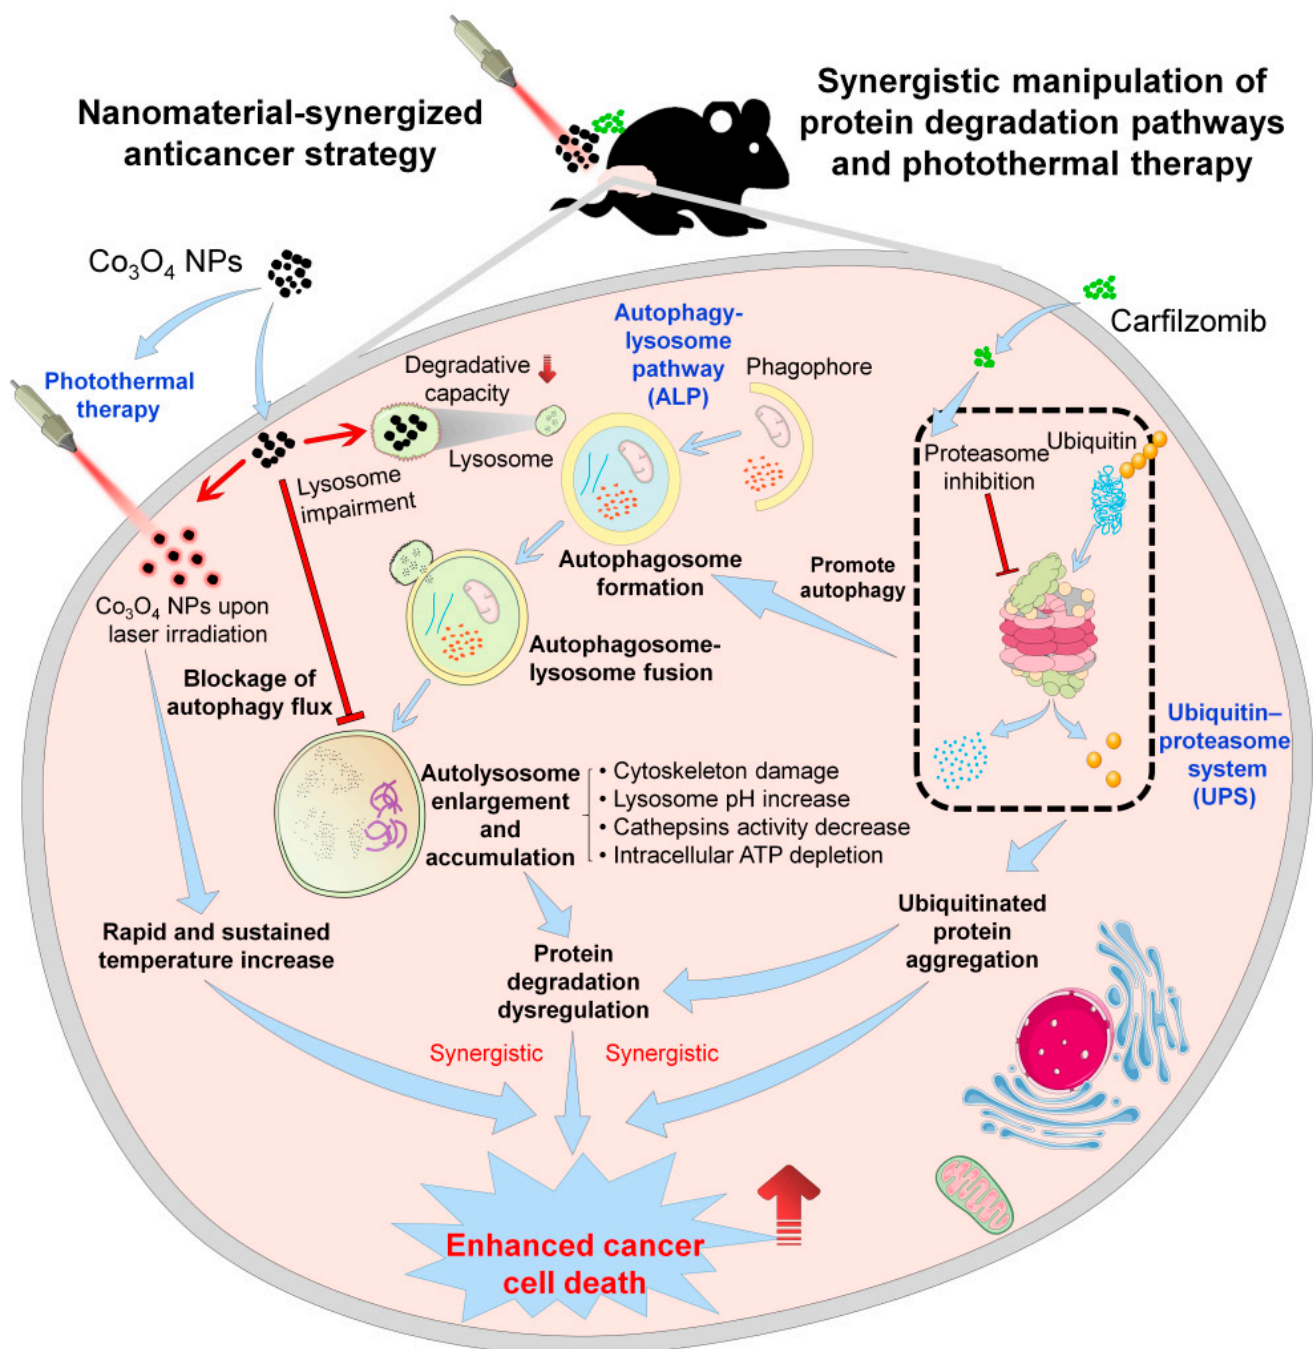 Nanomaterial-synergized
anticancer strategy
Synergistic manipulation of
protein degradation pathways
and photothermal therapy
Co₃O₄ NPs
Carfilzomib
Photothermal
therapy
Degradative
capacity
Lysosome
Lysosome
impairment
Autophagy-
lysosome
pathway
(ALP)
Phagophore
Proteasome
inhibition
Ubiquitin
Autophagosome
formation
Promote
autophagy
Co₃O₄ NPs upon
laser irradiation
Autophagosome-
lysosome fusion
Blockage of
autophagy flux
Ubiquitin–
proteasome
system
(UPS)
Autolysosome
enlargement
and
accumulation
• Cytoskeleton damage
• Lysosome pH increase
• Cathepsins activity decrease
• Intracellular ATP depletion
Rapid and sustained
temperature increase
Protein
degradation
dysregulation
Ubiquitinated
protein
aggregation
Synergistic
Synergistic
Enhanced cancer
cell death